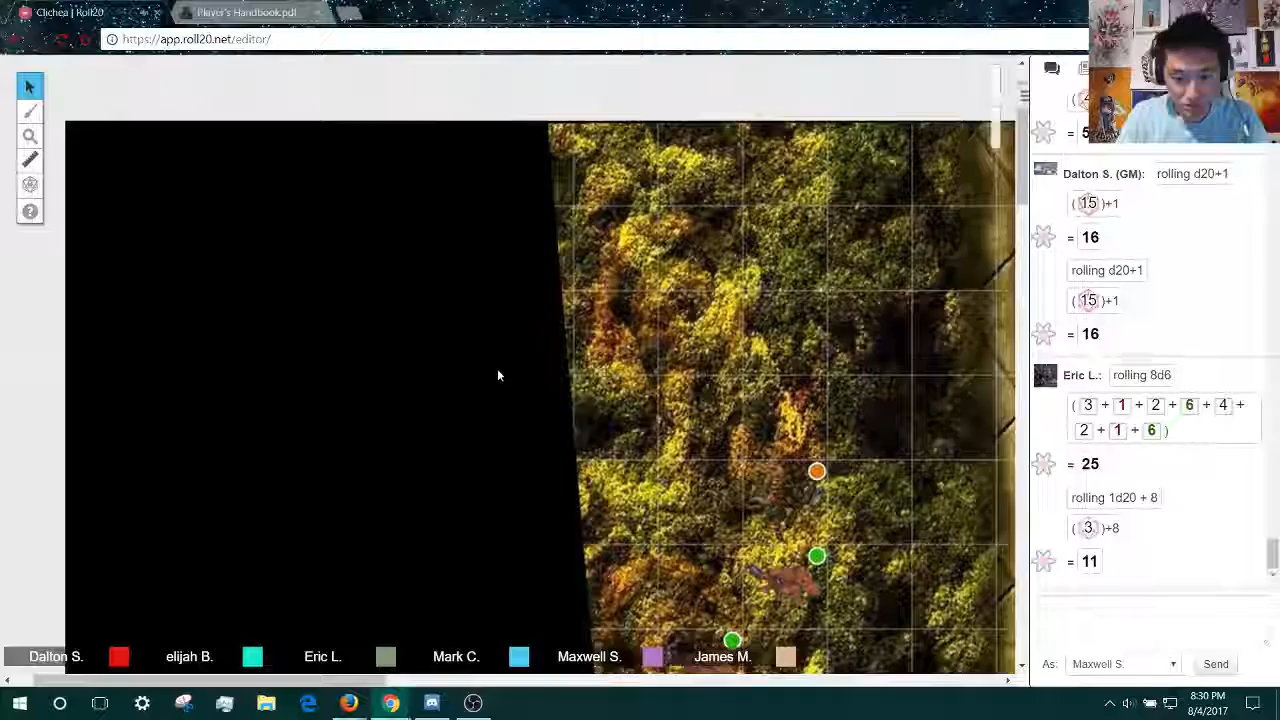 Clichea | Roll20
Player's Handbook.pdf
https://app.roll20.net/editor/
= 5
Dalton S. (GM): rolling d20+1
(15)+1
= 16
rolling d20+1
(15)+1
= 16
Eric L.: rolling 8d6
(3 + 1 + 2 + 6 + 4 +
2 + 1 + 6)
= 25
rolling 1d20 + 8
(3)+8
= 11
Dalton S. elijah B. Eric L. Mark C. Maxwell S. James M.
As: Maxwell S. Send
8:30 PM
8/4/2017